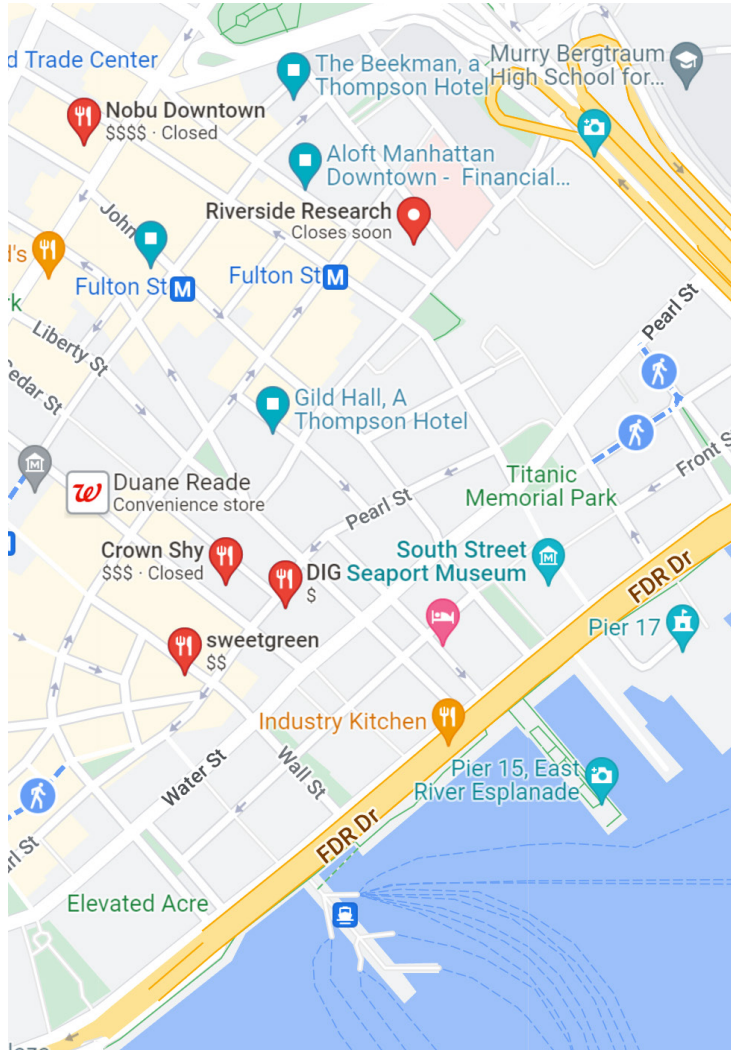 d Trade Center
The Beekman, a
Thompson Hotel
Murry Bergtraum
High School for...
Nobu Downtown
$$$$ · Closed
Aloft Manhattan
Downtown - Financial...
Riverside Research
Closes soon
John
d's
Fulton St M
Fulton St M
rk
Liberty St
Pearl St
Cedar St
Gild Hall, A
Thompson Hotel
Duane Reade
Convenience store
Titanic
Memorial Park
Front S
Pearl St
Crown Shy
$$$ · Closed
DIG
$
South Street
Seaport Museum
FDR Dr
Pier 17
sweetgreen
$$
Industry Kitchen
Water St
Wall St
Pier 15, East
River Esplanade
FDR Dr
arl St
Elevated Acre